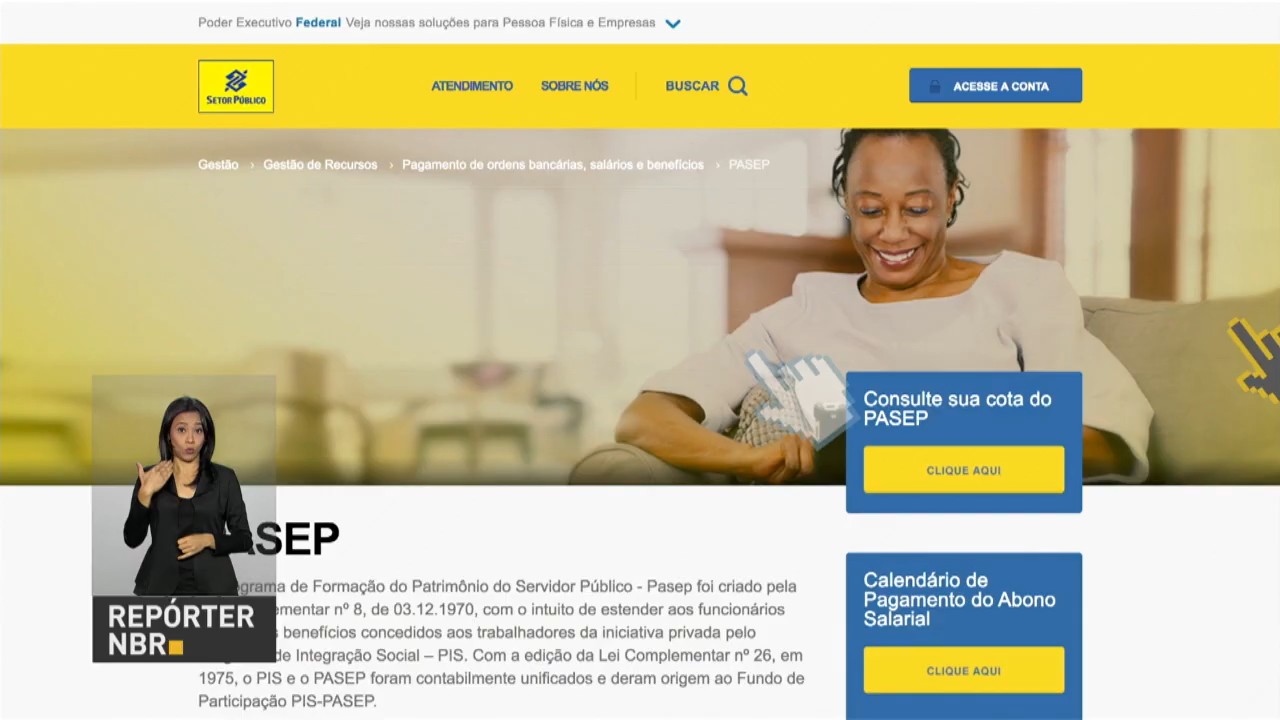 Poder Executivo Federal Veja nossas soluções para Pessoa Física e Empresas
SETOR PÚBLICO
ATENDIMENTO SOBRE NÓS BUSCAR
ACESSE A CONTA
Gestão › Gestão de Recursos › Pagamento de ordens bancárias, salários e benefícios › PASEP
Consulte sua cota do
PASEP
CLIQUE AQUI
SEP
grama de Formação do Patrimônio do Servidor Público - Pasep foi criado pela
ementar nº 8, de 03.12.1970, com o intuito de estender aos funcionários
s benefícios concedidos aos trabalhadores da iniciativa privada pelo
de Integração Social – PIS. Com a edição da Lei Complementar nº 26, em
1975, o PIS e o PASEP foram contabilmente unificados e deram origem ao Fundo de
Participação PIS-PASEP.
Calendário de
Pagamento do Abono
Salarial
CLIQUE AQUI
REPÓRTER
NBR